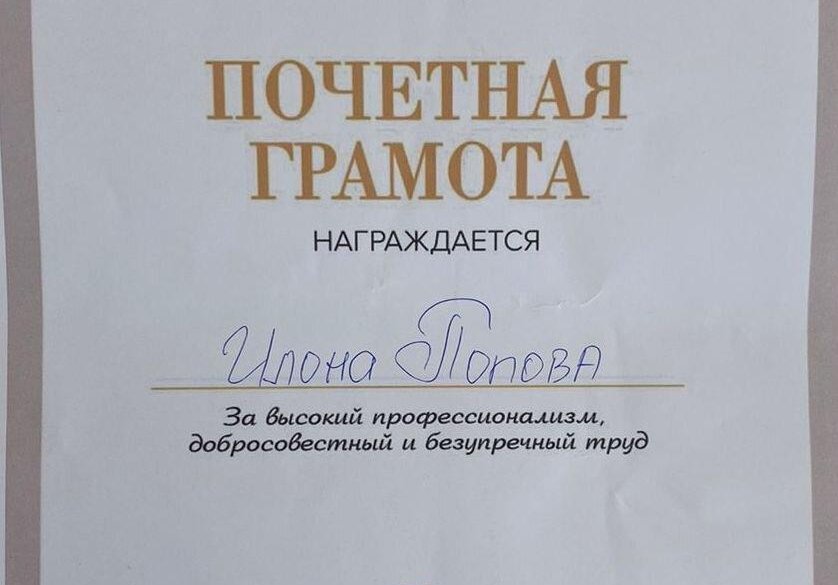 ПОЧЕТНАЯ
ГРАМОТА
НАГРАЖДАЕТСЯ
Илона Попова
За высокий профессионализм,
добросовестный и безупречный труд